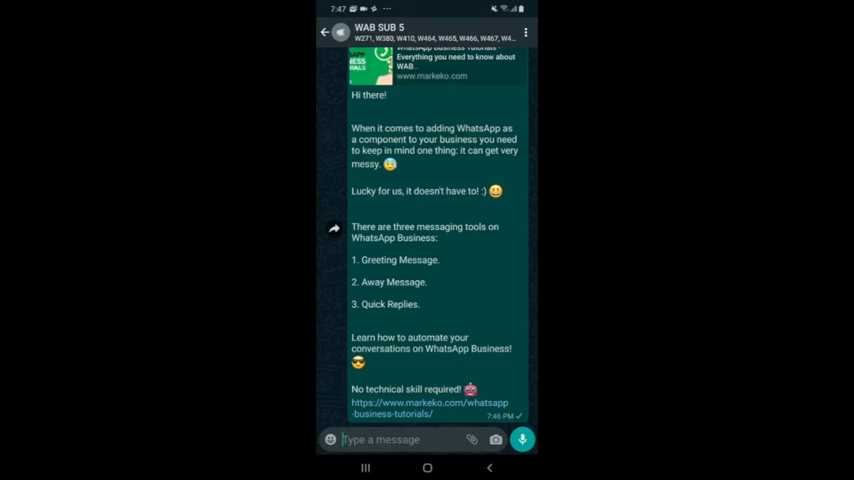 7:47
WAB SUB 5
W271, W380, W410, W464, W465, W466, W467, W4...
WhatsApp Business Tutorials -
Everything you need to know about
WAB...
www.markeko.com
Hi there!
When it comes to adding WhatsApp as
a component to your business you need
to keep in mind one thing: it can get very
messy. 😰
Lucky for us, it doesn't have to! :) 😀
There are three messaging tools on
WhatsApp Business:
1. Greeting Message.
2. Away Message.
3. Quick Replies.
Learn how to automate your
conversations on WhatsApp Business!
😎
No technical skill required! 🤖
https://www.markeko.com/whatsapp
-business-tutorials/
7:46 PM
Type a message